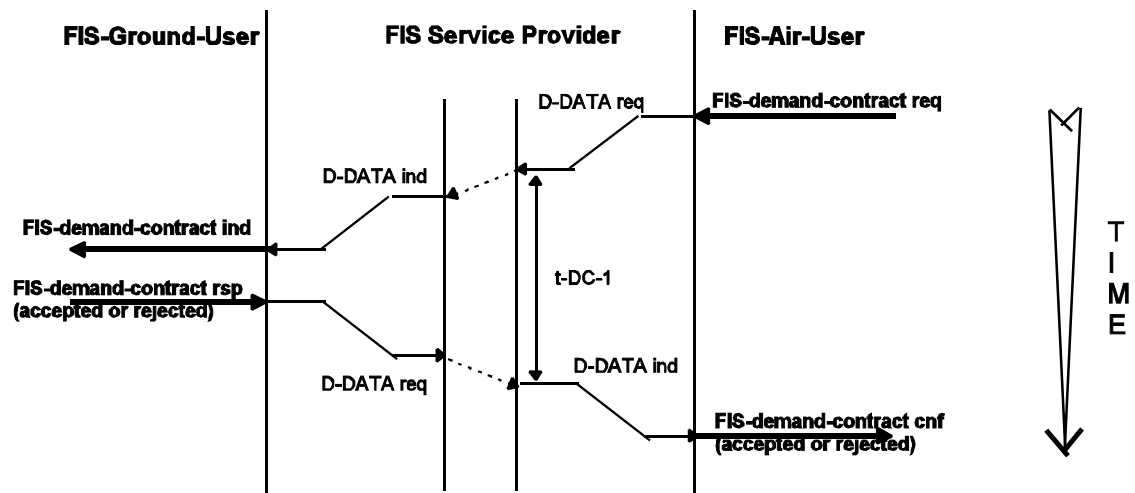 FIS-Ground-User
FIS Service Provider
FIS-Air-User
D-DATA req
FIS-demand-contract req
D-DATA ind
FIS-demand-contract ind
t-DC-1
FIS-demand-contract rsp
(accepted or rejected)
D-DATA ind
D-DATA req
FIS-demand-contract cnf
(accepted or rejected)
T
I
M
E